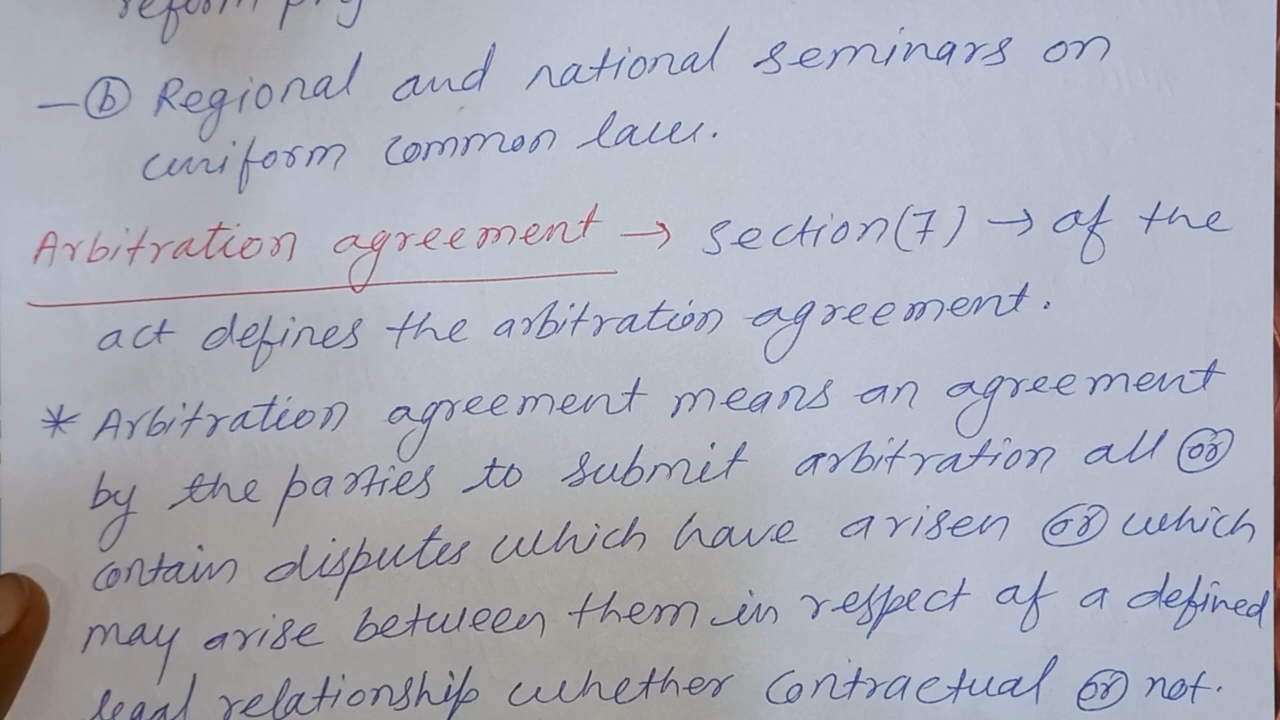 - ⓑ Regional and national seminars on
uniform common law.
Arbitration agreement → section(7) → of the
act defines the arbitration agreement.
* Arbitration agreement means an agreement
by the parties to submit arbitration all (or)
contain disputes which have arisen (or) which
may arise between them in respect of a defined
legal relationship whether contractual (or) not.